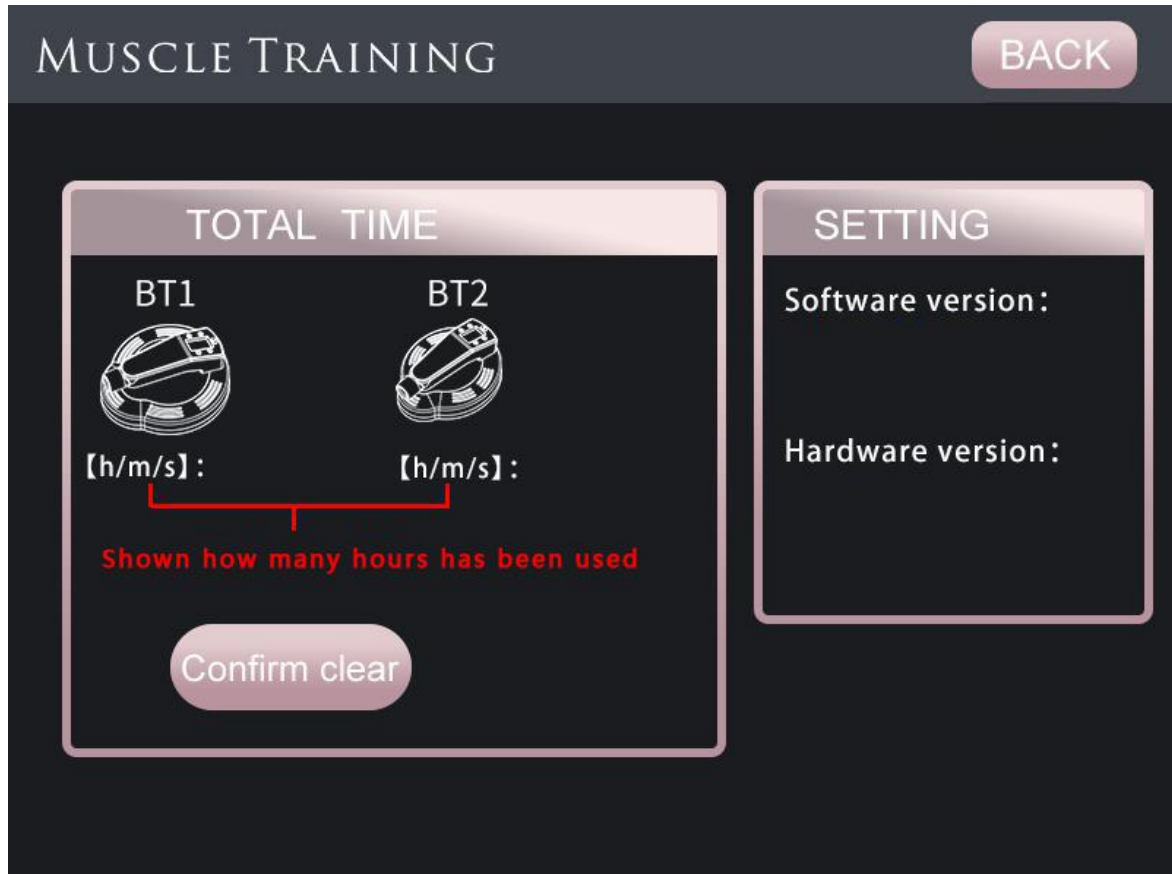 MUSCLE TRAINING
BACK
TOTAL TIME
BT1
BT2
【h/m/s】:
【h/m/s】:
Shown how many hours has been used
Confirm clear
SETTING
Software version:
Hardware version: